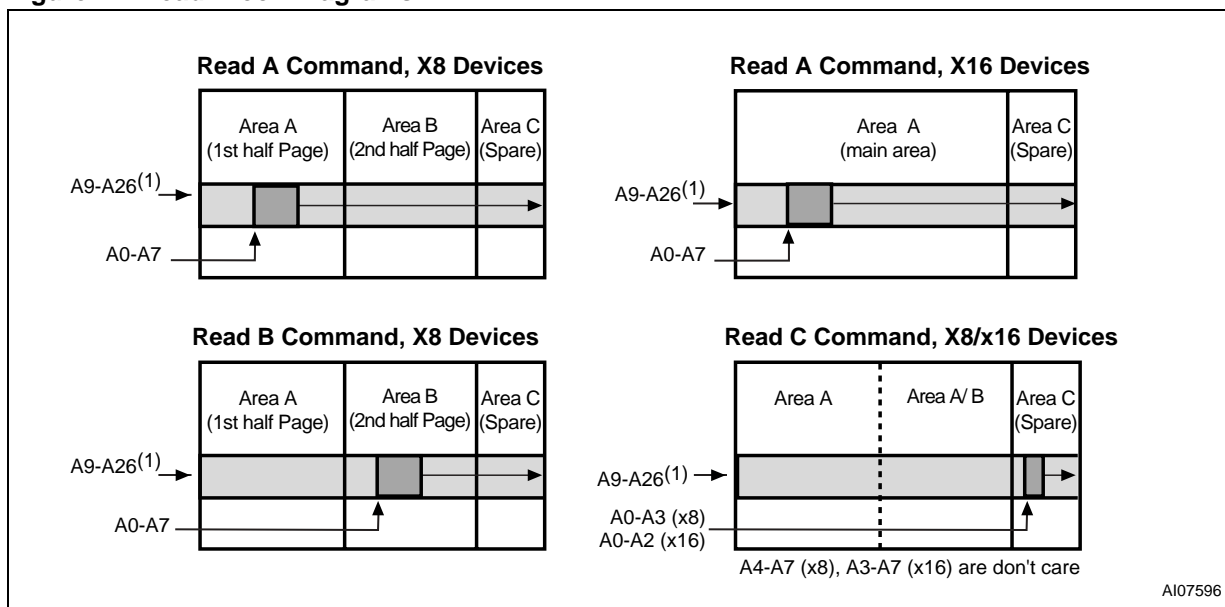 Read A Command, X8 Devices
Area A
(1st half Page)
Area B
(2nd half Page)
Area C
(Spare)
A9-A26(1)
A0-A7
Read A Command, X16 Devices
Area A
(main area)
Area C
(Spare)
A9-A26(1)
A0-A7
Read B Command, X8 Devices
Area A
(1st half Page)
Area B
(2nd half Page)
Area C
(Spare)
A9-A26(1)
A0-A7
Read C Command, X8/x16 Devices
Area A
Area A/ B
Area C
(Spare)
A9-A26(1)
A0-A3 (x8)
A0-A2 (x16)
A4-A7 (x8), A3-A7 (x16) are don't care
AI07596